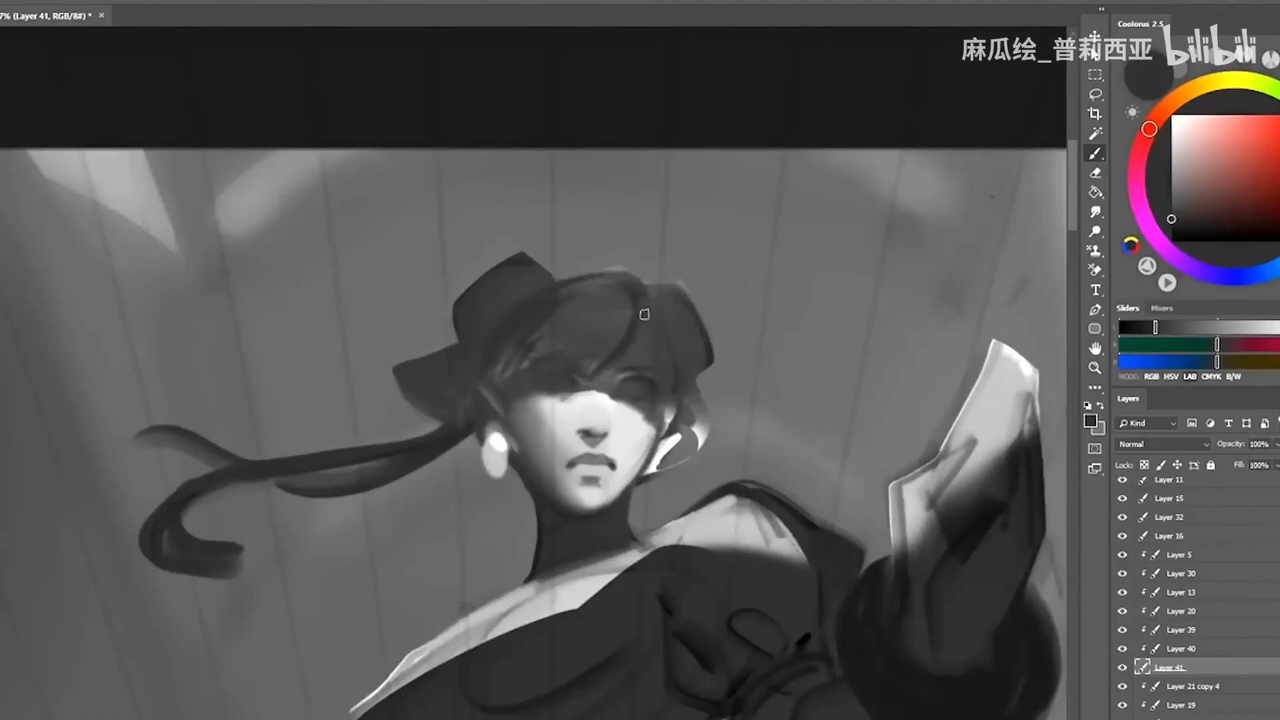 7% (Layer 41, RGB/8#) * ×
Coolorus 2.5
麻瓜绘_普莉西亚 bilibili
Sliders Mixers
RGB HSV LAB CMYK B/W
Layers
Kind
Normal Opacity: 100%
Lock: Fill: 100%
Layer 11
Layer 15
Layer 32
Layer 16
Layer 5
Layer 30
Layer 13
Layer 20
Layer 39
Layer 40
Layer 41
Layer 21 copy 4
Layer 19